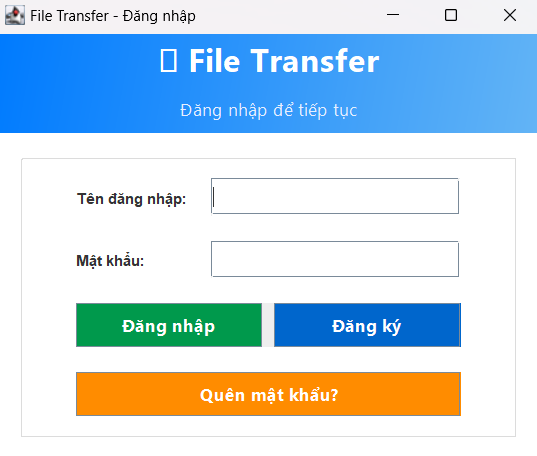 File Transfer - Đăng nhập
File Transfer
Đăng nhập để tiếp tục
Tên đăng nhập:
Mật khẩu:
Đăng nhập Đăng ký
Quên mật khẩu?